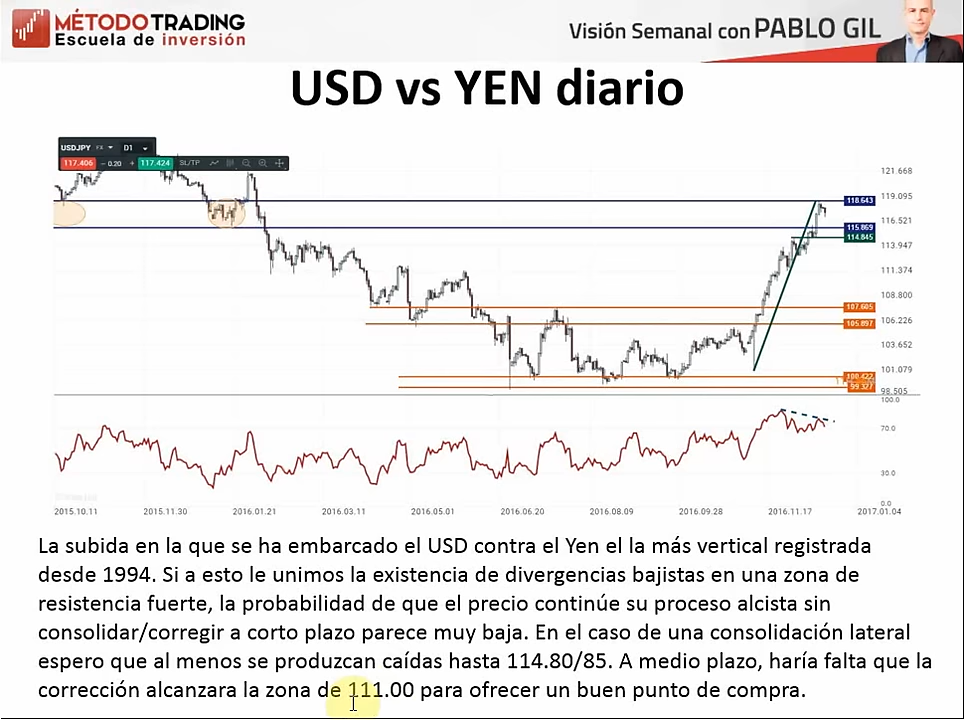 MÉTODOTRADING
Escuela de inversión
Visión Semanal con PABLO GIL
USD vs YEN diario
USDJPY D1
117.406 − 0.20 + 117.424 SL/TP
121.668
119.095
118.643
116.521
115.869
114.845
113.947
111.374
108.800
107.605
106.226
105.897
103.652
101.079
100.422
99.327
98.505
100.0
70.0
30.0
0.0
2015.10.11 2015.11.30 2016.01.21 2016.03.11 2016.05.01 2016.06.20 2016.08.09 2016.09.28 2016.11.17 2017.01.04
La subida en la que se ha embarcado el USD contra el Yen el la más vertical registrada
desde 1994. Si a esto le unimos la existencia de divergencias bajistas en una zona de
resistencia fuerte, la probabilidad de que el precio continúe su proceso alcista sin
consolidar/corregir a corto plazo parece muy baja. En el caso de una consolidación lateral
espero que al menos se produzcan caídas hasta 114.80/85. A medio plazo, haría falta que la
corrección alcanzara la zona de 111.00 para ofrecer un buen punto de compra.